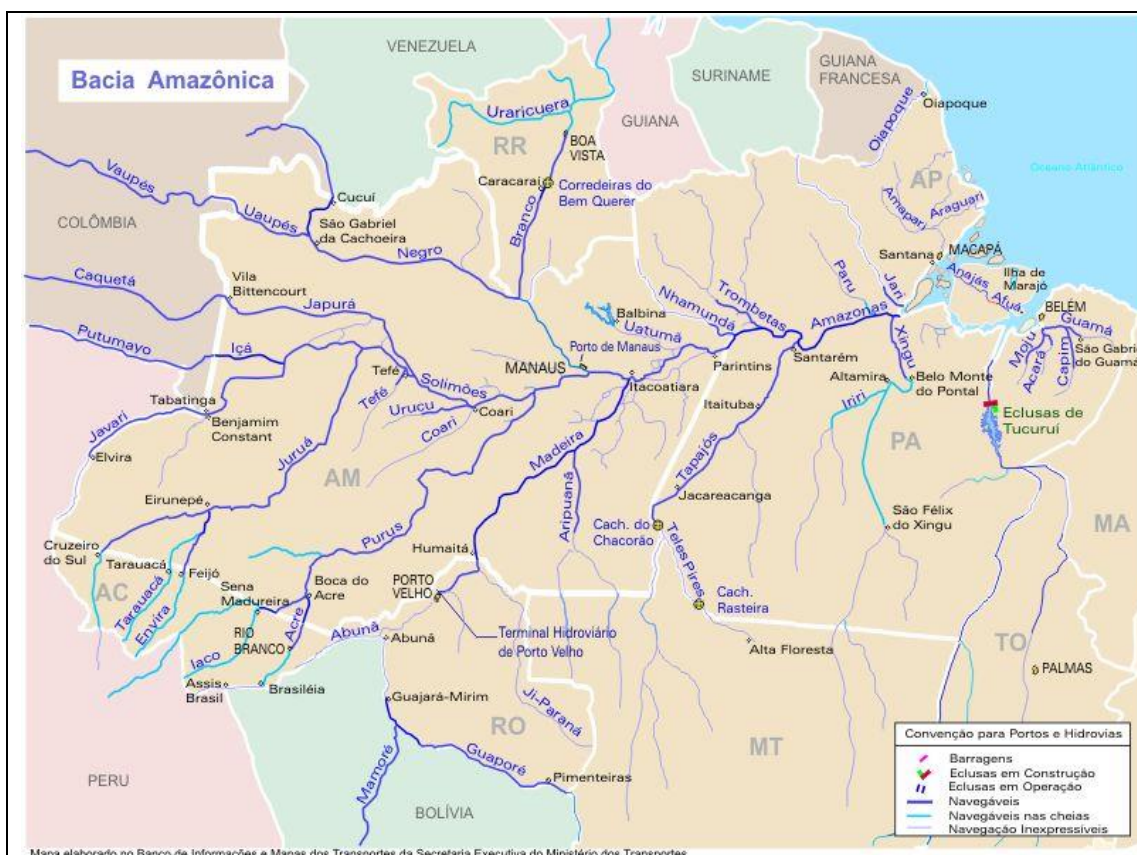 Bacia Amazônica
VENEZUELA
SURINAME
GUIANA
FRANCESA
GUIANA
COLÔMBIA
PERU
BOLÍVIA
Oceano Atlântico
RR
AP
AM
PA
AC
RO
MT
TO
MA
Uraricuera
BOA
VISTA
Caracaraí
Corredeiras do
Bem Querer
Branco
Oiapoque
Oiapoque
Vaupés
Uaupés
Cucuí
São Gabriel
da Cachoeira
Negro
Amapari
Araguari
Santana
MACAPÁ
Caquetá
Vila
Bittencourt
Japurá
Balbina
Uatumã
Nhamundá
Trombetas
Paru
Jari
Amazonas
Anajás
Afuá
Ilha de
Marajó
BELÉM
Guamá
Moju
Acará
Capim
São Gabriel
do Guamá
Putumayo
Içá
Porto de Manaus
MANAUS
Itacoatiara
Parintins
Santarém
Xingu
Altamira
Belo Monte
do Pontal
Tefé
Tefé
Solimões
Urucu
Coari
Coari
Tabatinga
Benjamim
Constant
Javari
Elvira
Juruá
Madeira
Itaituba
Iriri
Eclusas de
Tucuruí
Tapajós
Jacareacanga
Eirunepé
Purus
Aripuanã
Cach. do
Chacorão
São Félix
do Xingu
Cruzeiro
do Sul
Tarauacá
Feijó
Humaitá
Teles Pires
Cach.
Rasteira
Tarauacá
Envira
Sena
Madureira
Boca do
Acre
PORTO
VELHO
Acre
RIO
BRANCO
Iaco
Abunã
Abunã
Terminal Hidroviário
de Porto Velho
Alta Floresta
PALMAS
Assis
Brasil
Brasiléia
Guajará-Mirim
Ji-Paraná
Mamoré
Guaporé
Pimenteiras
Convenção para Portos e Hidrovias
Barragens
Eclusas em Construção
Eclusas em Operação
Navegáveis
Navegáveis nas cheias
Navegação Inexpressíveis
Mapa elaborado no Banco de Informações e Mapas dos Transportes da Secretaria Executiva do Ministério dos Transportes